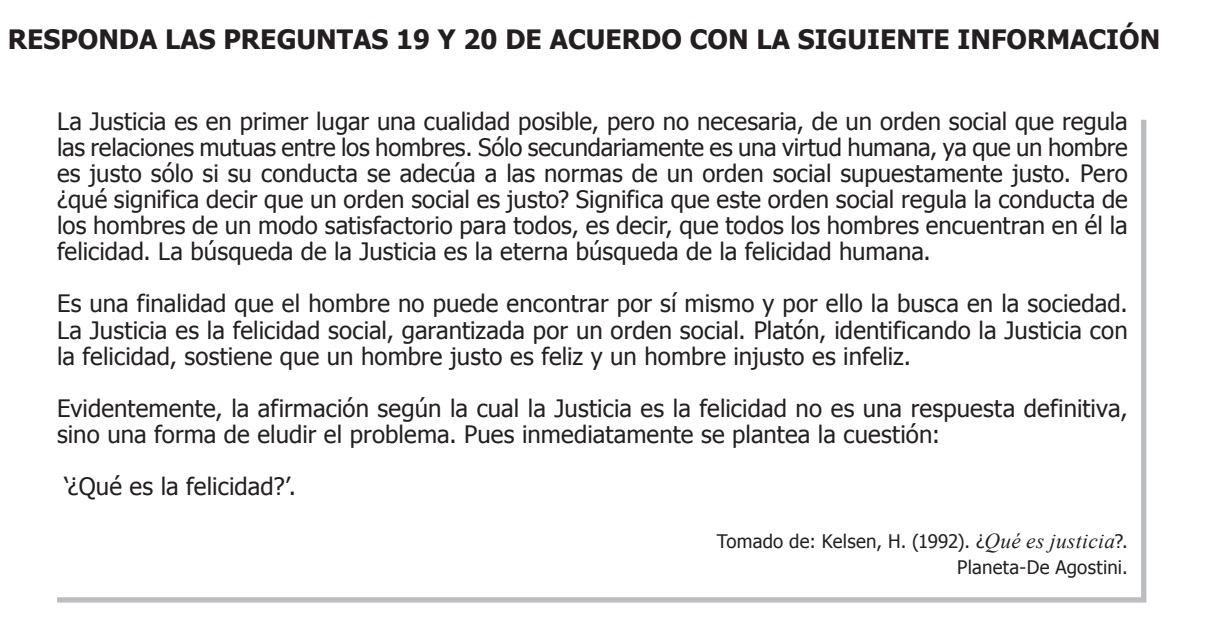 RESPONDA LAS PREGUNTAS 19 Y 20 DE ACUERDO CON LA SIGUIENTE INFORMACIÓN
La Justicia es en primer lugar una cualidad posible, pero no necesaria, de un orden social que regula
las relaciones mutuas entre los hombres. Sólo secundariamente es una virtud humana, ya que un hombre
es justo sólo si su conducta se adecúa a las normas de un orden social supuestamente justo. Pero
¿qué significa decir que un orden social es justo? Significa que este orden social regula la conducta de
los hombres de un modo satisfactorio para todos, es decir, que todos los hombres encuentran en él la
felicidad. La búsqueda de la Justicia es la eterna búsqueda de la felicidad humana.
Es una finalidad que el hombre no puede encontrar por sí mismo y por ello la busca en la sociedad.
La Justicia es la felicidad social, garantizada por un orden social. Platón, identificando la Justicia con
la felicidad, sostiene que un hombre justo es feliz y un hombre injusto es infeliz.
Evidentemente, la afirmación según la cual la Justicia es la felicidad no es una respuesta definitiva,
sino una forma de eludir el problema. Pues inmediatamente se plantea la cuestión:
‘¿Qué es la felicidad?’.
Tomado de: Kelsen, H. (1992). ¿Qué es justicia?.
Planeta-De Agostini.